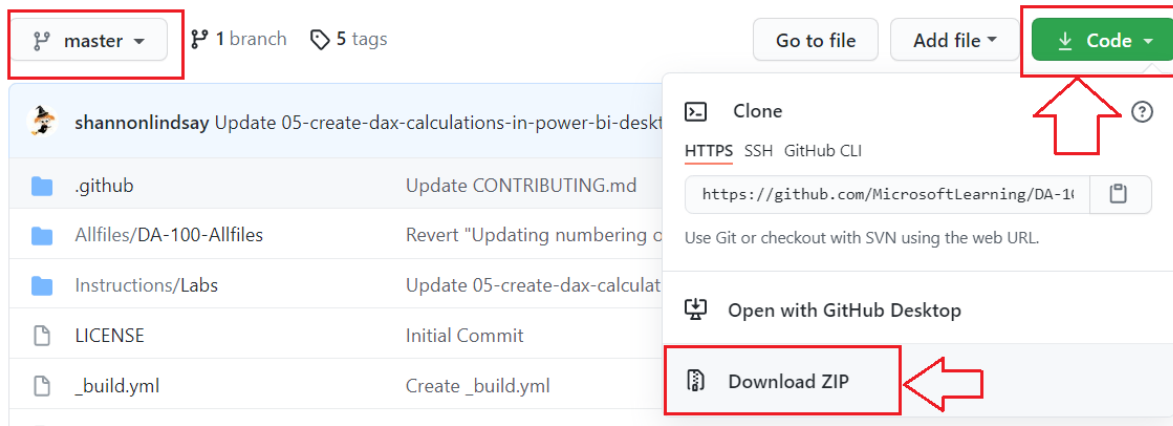 master 1 branch 5 tags Go to file Add file Code
shannonlindsay Update 05-create-dax-calculations-in-power-bi-deskt
.github Update CONTRIBUTING.md
Allfiles/DA-100-Allfiles Revert "Updating numbering o
Instructions/Labs Update 05-create-dax-calculat
LICENSE Initial Commit
_build.yml Create _build.yml
Clone
HTTPS SSH GitHub CLI
https://github.com/MicrosoftLearning/DA-10
Use Git or checkout with SVN using the web URL.
Open with GitHub Desktop
Download ZIP